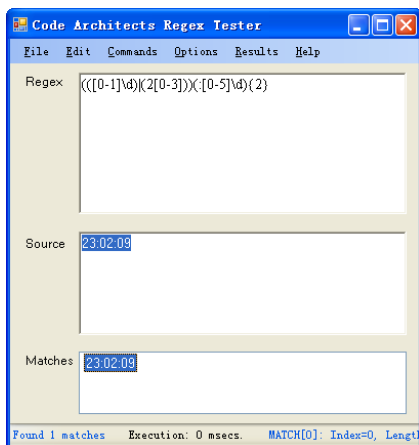 Code Architects Regex Tester
File Edit Commands Options Results Help
Regex
(([0-1]\d)|(2[0-3]))(:[0-5]\d){2}
Source
23:02:09
Matches
23:02:09
Found 1 matches Execution: 0 msecs. MATCH[0]: Index=0, Lengt